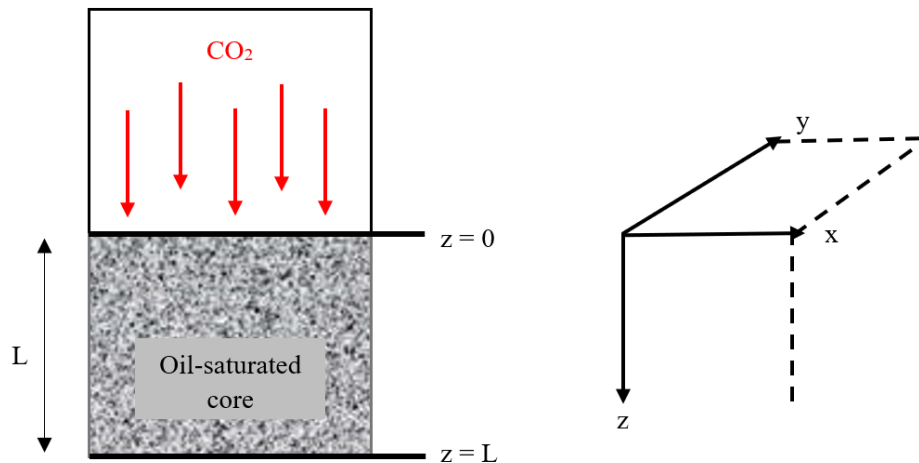 CO₂
y
z = 0
x
L
Oil-saturated
core
z
z = L